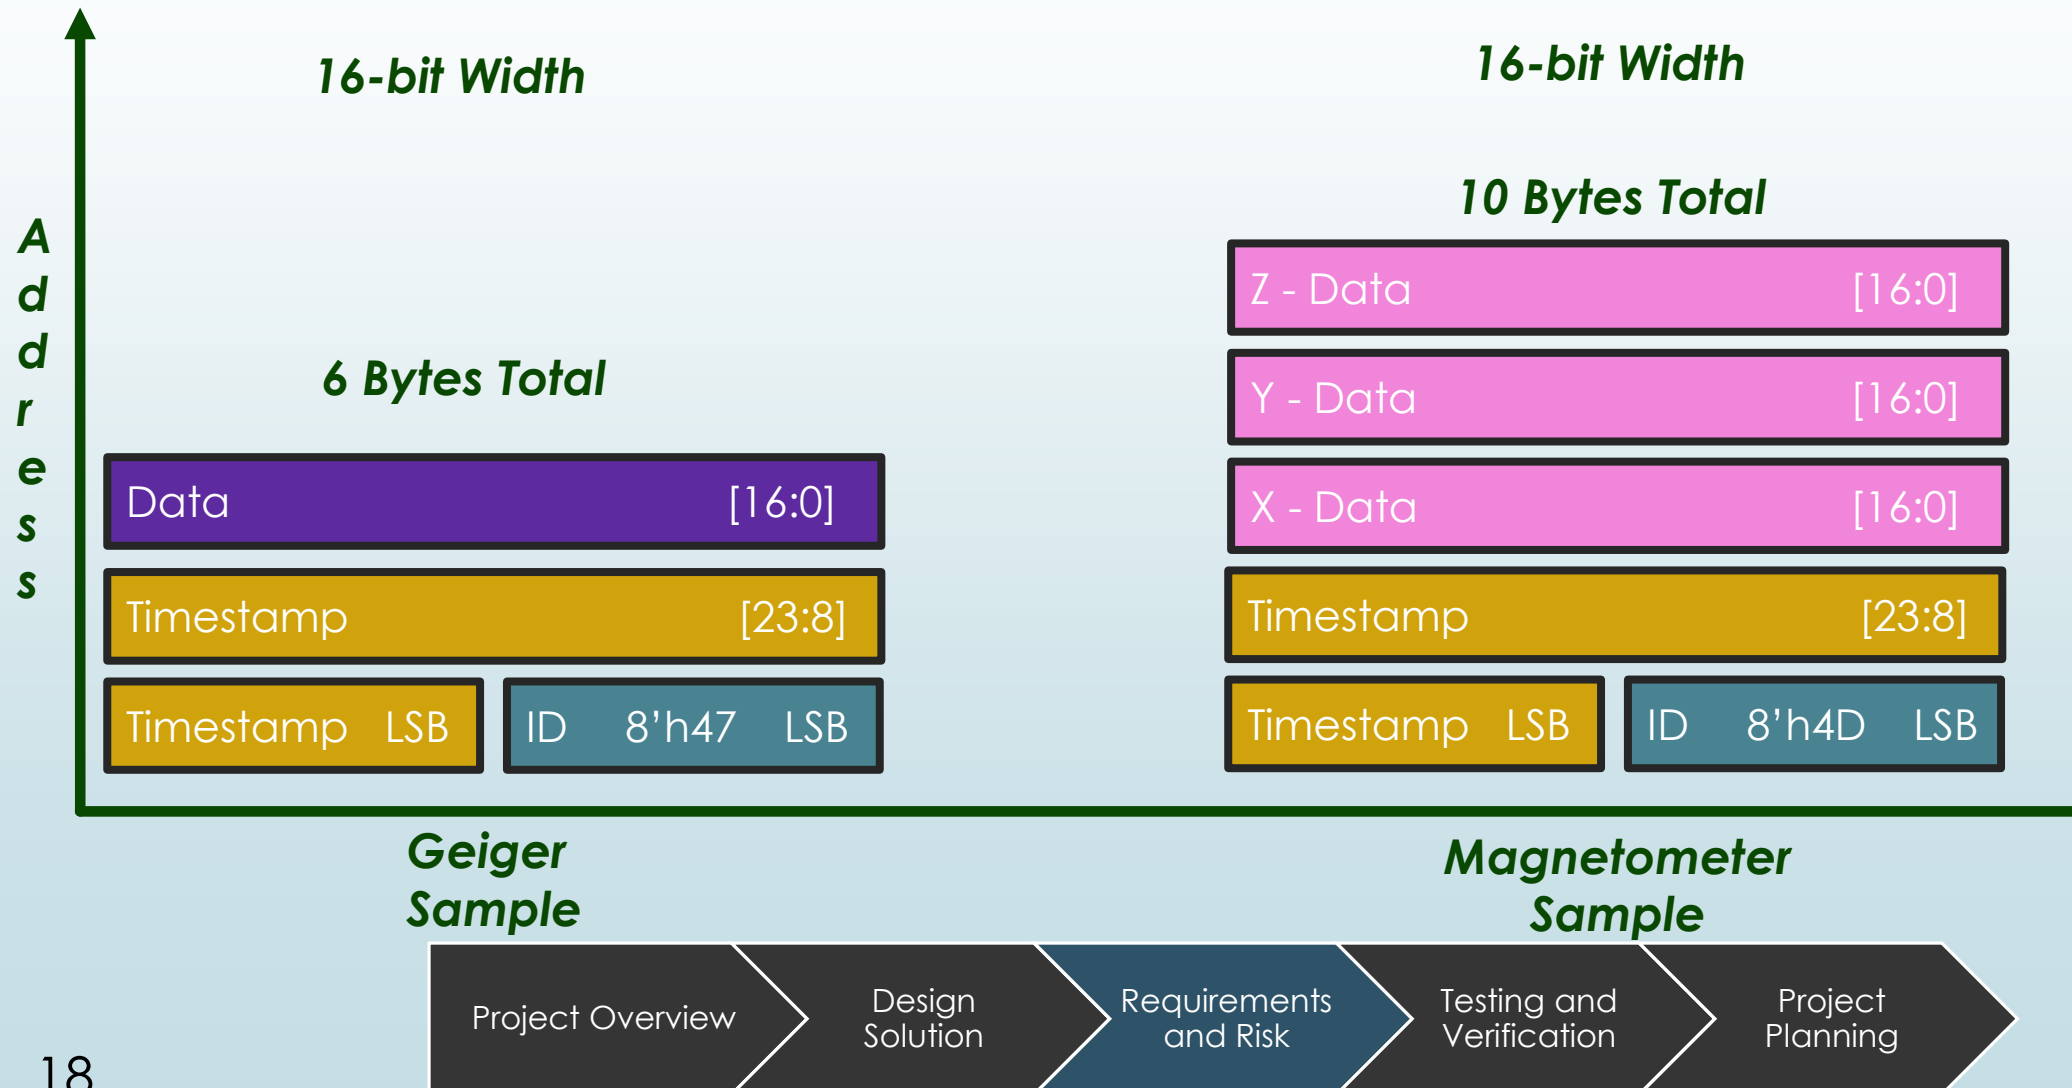 16-bit Width
16-bit Width
10 Bytes Total
Address
6 Bytes Total
Data [16:0]
Timestamp [23:8]
Timestamp LSB
ID 8’h47 LSB
Z - Data [16:0]
Y - Data [16:0]
X - Data [16:0]
Timestamp [23:8]
Timestamp LSB
ID 8’h4D LSB
Geiger
Sample
Magnetometer
Sample
Project Overview
Design
Solution
Requirements
and Risk
Testing and
Verification
Project
Planning
18